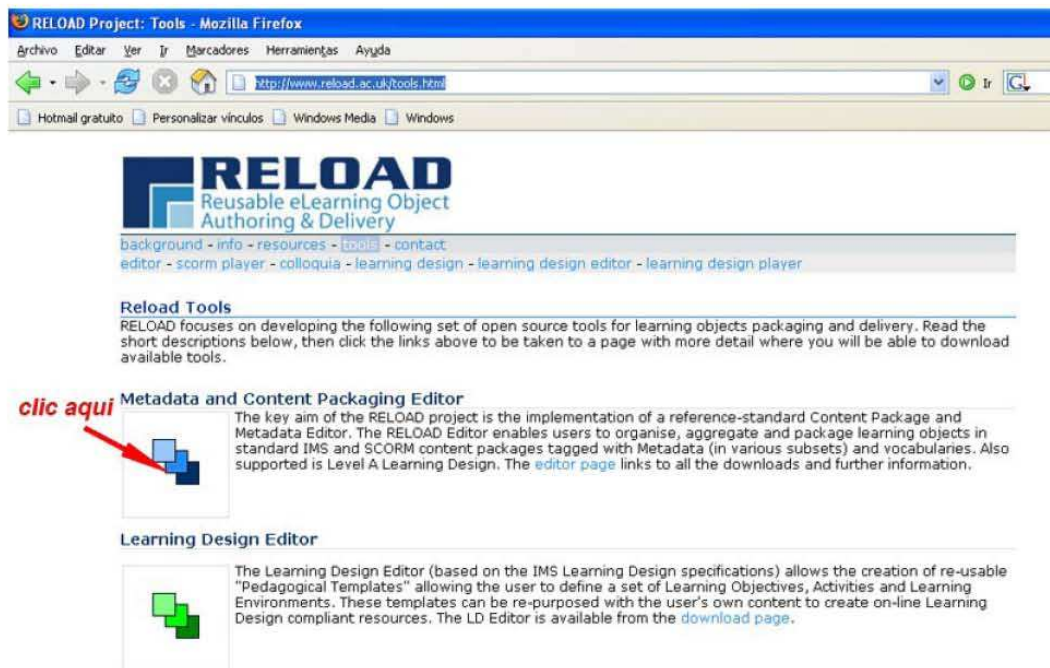 RELOAD Project: Tools - Mozilla Firefox
Archivo Editar Ver Ir Marcadores Herramientas Ayuda
http://www.reload.ac.uk/tools.html Ir G
Hotmail gratuito Personalizar vínculos Windows Media Windows
RELOAD
Reusable eLearning Object
Authoring & Delivery
background - info - resources - tools - contact
editor - scorm player - colloquia - learning design - learning design editor - learning design player
Reload Tools
RELOAD focuses on developing the following set of open source tools for learning objects packaging and delivery. Read the
short descriptions below, then click the links above to be taken to a page with more detail where you will be able to download
available tools.
Metadata and Content Packaging Editor
clic aqui
The key aim of the RELOAD project is the implementation of a reference-standard Content Package and
Metadata Editor. The RELOAD Editor enables users to organise, aggregate and package learning objects in
standard IMS and SCORM content packages tagged with Metadata (in various subsets) and vocabularies. Also
supported is Level A Learning Design. The editor page links to all the downloads and further information.
Learning Design Editor
The Learning Design Editor (based on the IMS Learning Design specifications) allows the creation of re-usable
"Pedagogical Templates" allowing the user to define a set of Learning Objectives, Activities and Learning
Environments. These templates can be re-purposed with the user's own content to create on-line Learning
Design compliant resources. The LD Editor is available from the download page.